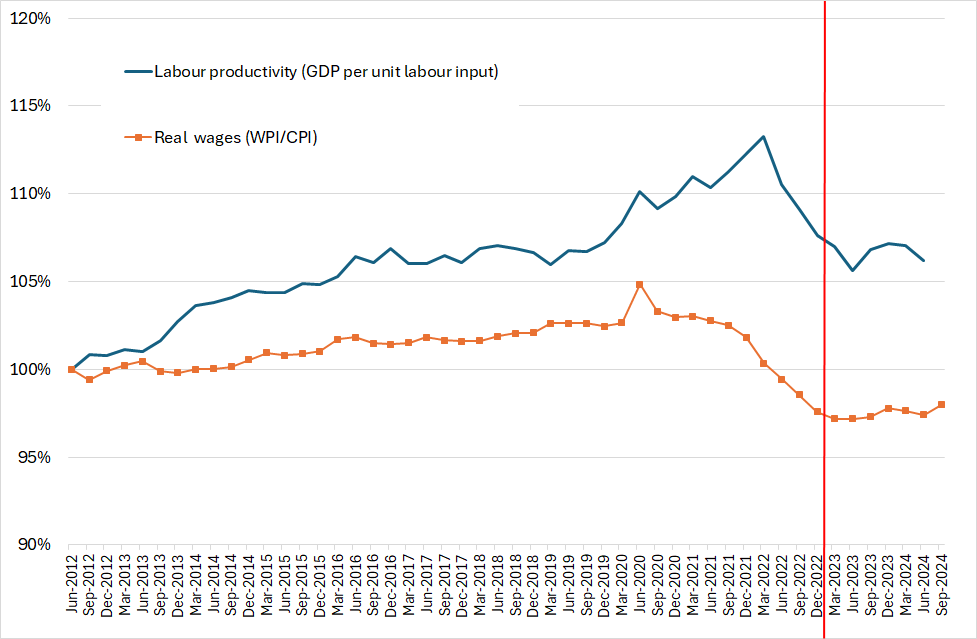 120%
Labour productivity (GDP per unit labour input)
115%
Real wages (WPI/CPI)
110%
105%
100%
95%
90%
Jun-2012
Sep-2012
Dec-2012
Mar-2013
Jun-2013
Sep-2013
Dec-2013
Mar-2014
Jun-2014
Sep-2014
Dec-2014
Mar-2015
Jun-2015
Sep-2015
Dec-2015
Mar-2016
Jun-2016
Sep-2016
Dec-2016
Mar-2017
Jun-2017
Sep-2017
Dec-2017
Mar-2018
Jun-2018
Sep-2018
Dec-2018
Mar-2019
Jun-2019
Sep-2019
Dec-2019
Mar-2020
Jun-2020
Sep-2020
Dec-2020
Mar-2021
Jun-2021
Sep-2021
Dec-2021
Mar-2022
Jun-2022
Sep-2022
Dec-2022
Mar-2023
Jun-2023
Sep-2023
Dec-2023
Mar-2024
Jun-2024
Sep-2024